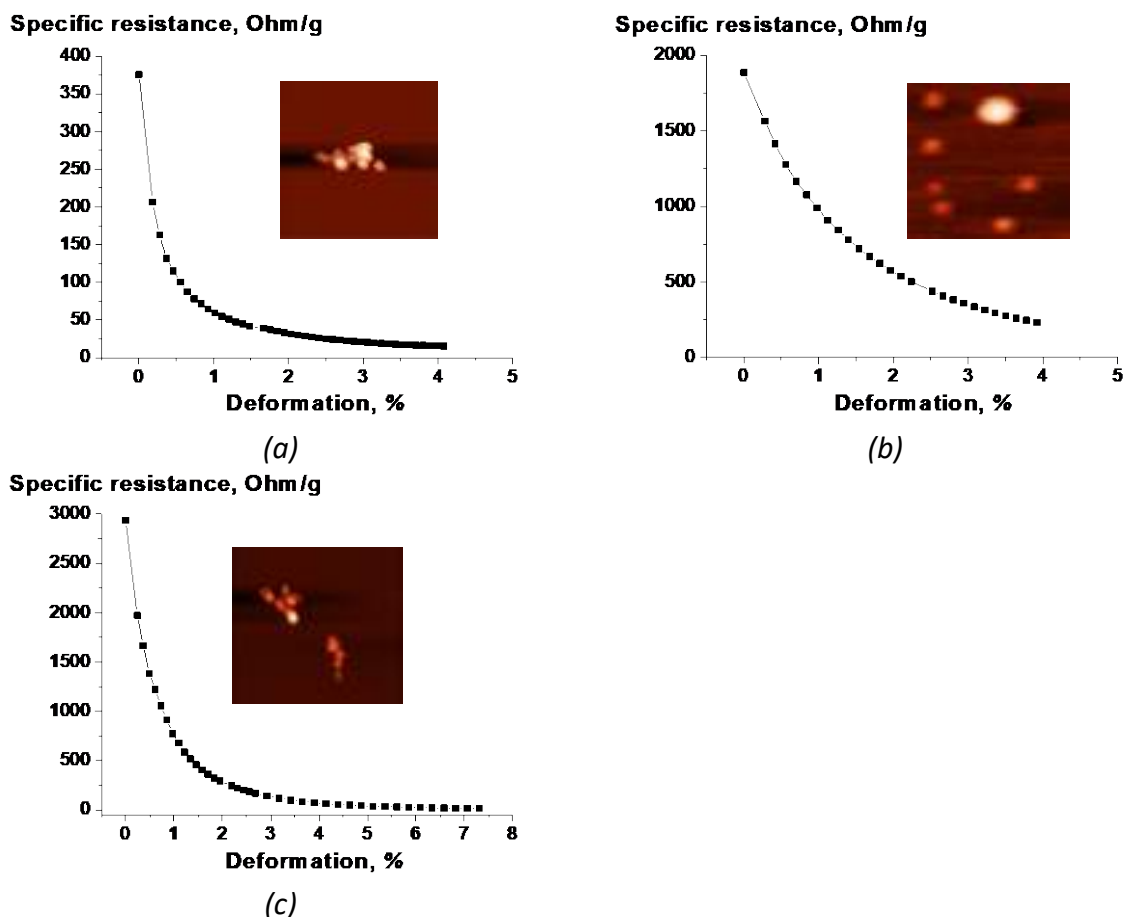 Specific resistance, Ohm/g
400
350
300
250
200
150
100
50
0
0 1 2 3 4 5
Deformation, %
(a)
Specific resistance, Ohm/g
2000
1500
1000
500
0
0 1 2 3 4 5
Deformation, %
(b)
Specific resistance, Ohm/g
3000
2500
2000
1500
1000
500
0
0 1 2 3 4 5 6 7 8
Deformation, %
(c)